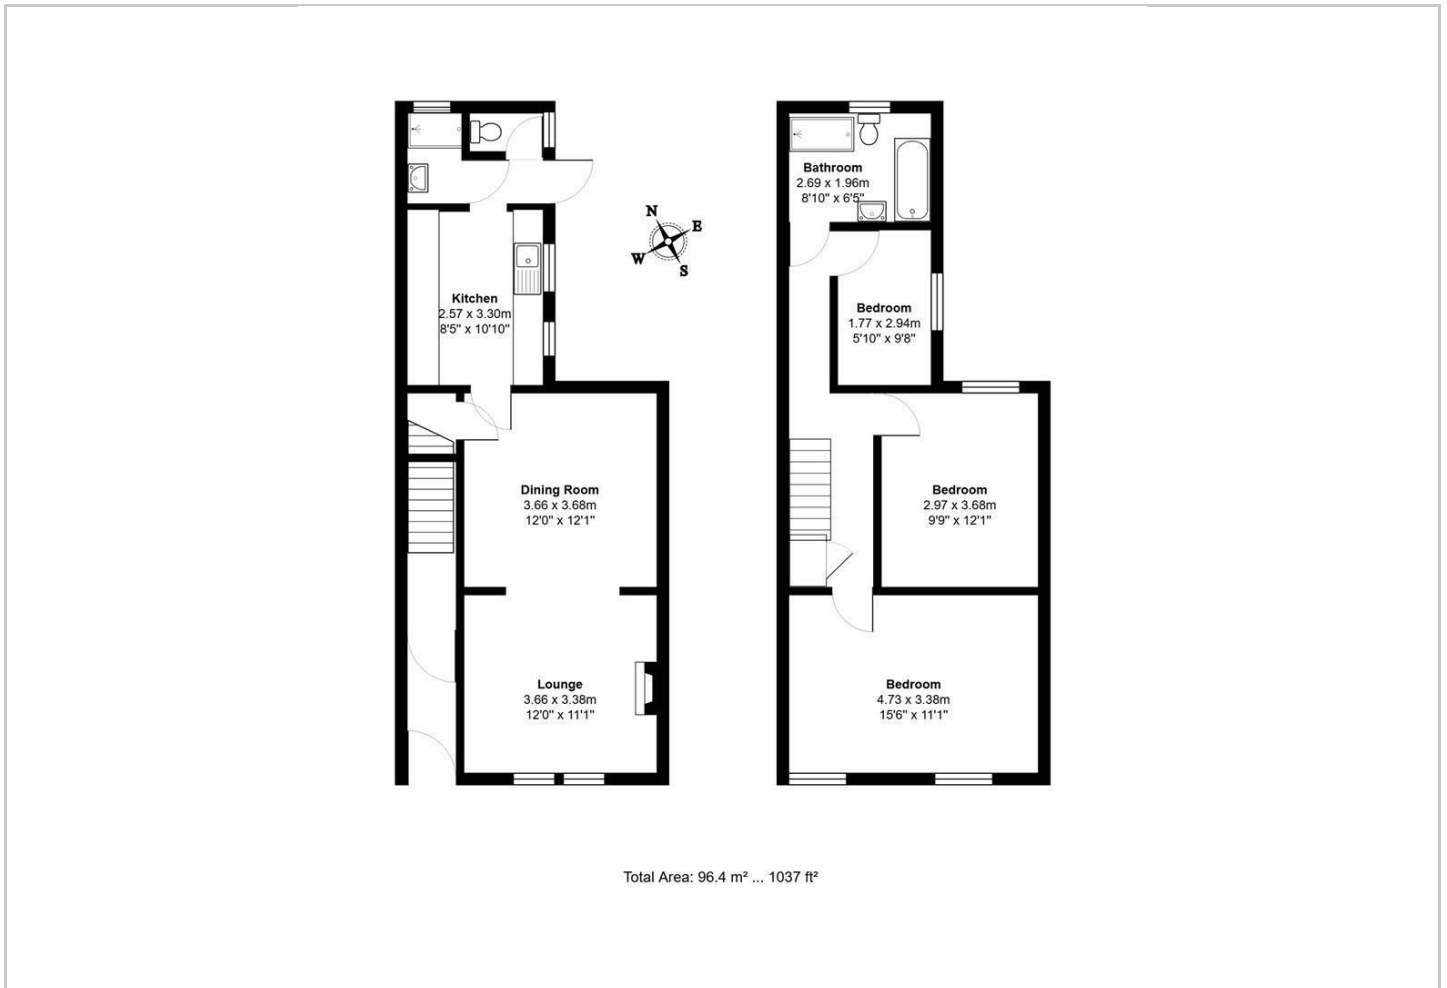 Bathroom
2.69 x 1.96m
8'10" x 6'5"
N
E
W
S
Kitchen
2.57 x 3.30m
8'5" x 10'10"
Bedroom
1.77 x 2.94m
5'10" x 9'8"
Dining Room
3.66 x 3.68m
12'0" x 12'1"
Bedroom
2.97 x 3.68m
9'9" x 12'1"
Lounge
3.66 x 3.38m
12'0" x 11'1"
Bedroom
4.73 x 3.38m
15'6" x 11'1"
Total Area: 96.4 m² ... 1037 ft²